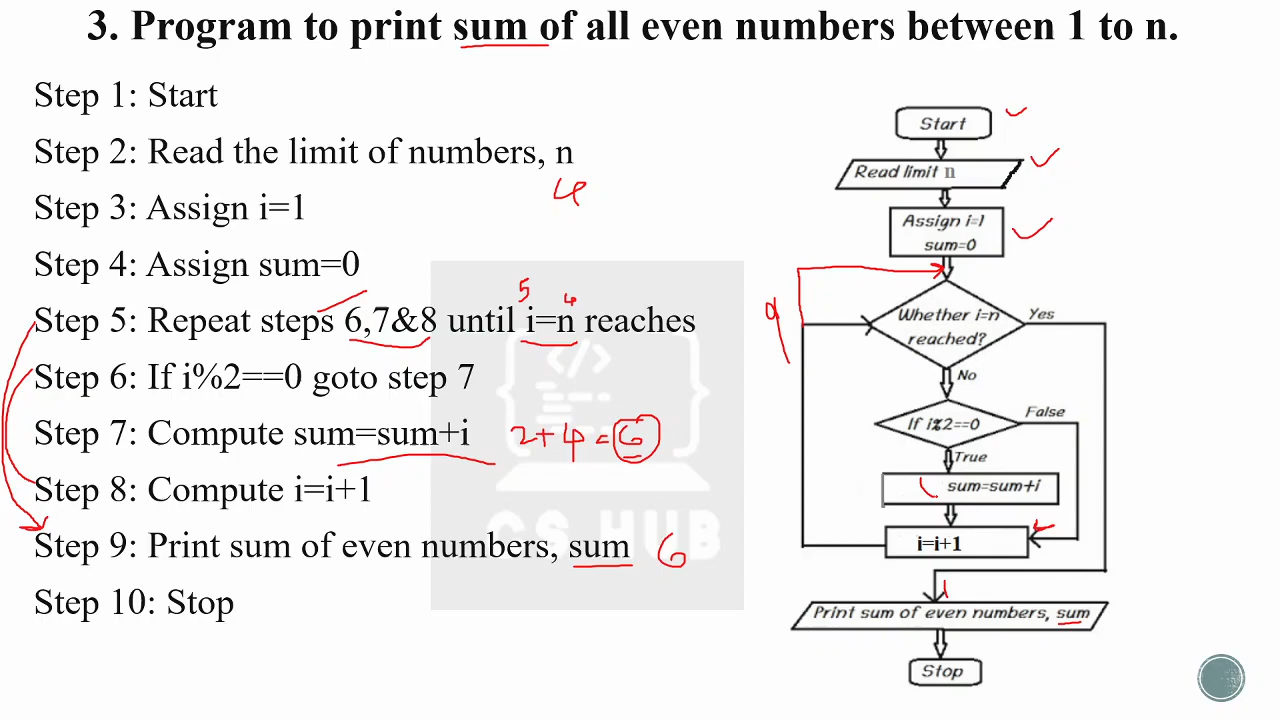 3. Program to print sum of all even numbers between 1 to n.
Step 1: Start
Step 2: Read the limit of numbers, n
4
Step 3: Assign i=1
Step 4: Assign sum=0
5 4
Step 5: Repeat steps 6,7&8 until i=n reaches
Step 6: If i%2==0 goto step 7
Step 7: Compute sum=sum+i 2+4=6
Step 8: Compute i=i+1
Step 9: Print sum of even numbers, sum 6
Step 10: Stop
CS HUB
Start
Read limit n
Assign i=1
sum=0
Whether i=n
reached?
Yes
No
If i%2==0
False
True
sum=sum+i
i=i+1
Print sum of even numbers, sum
Stop